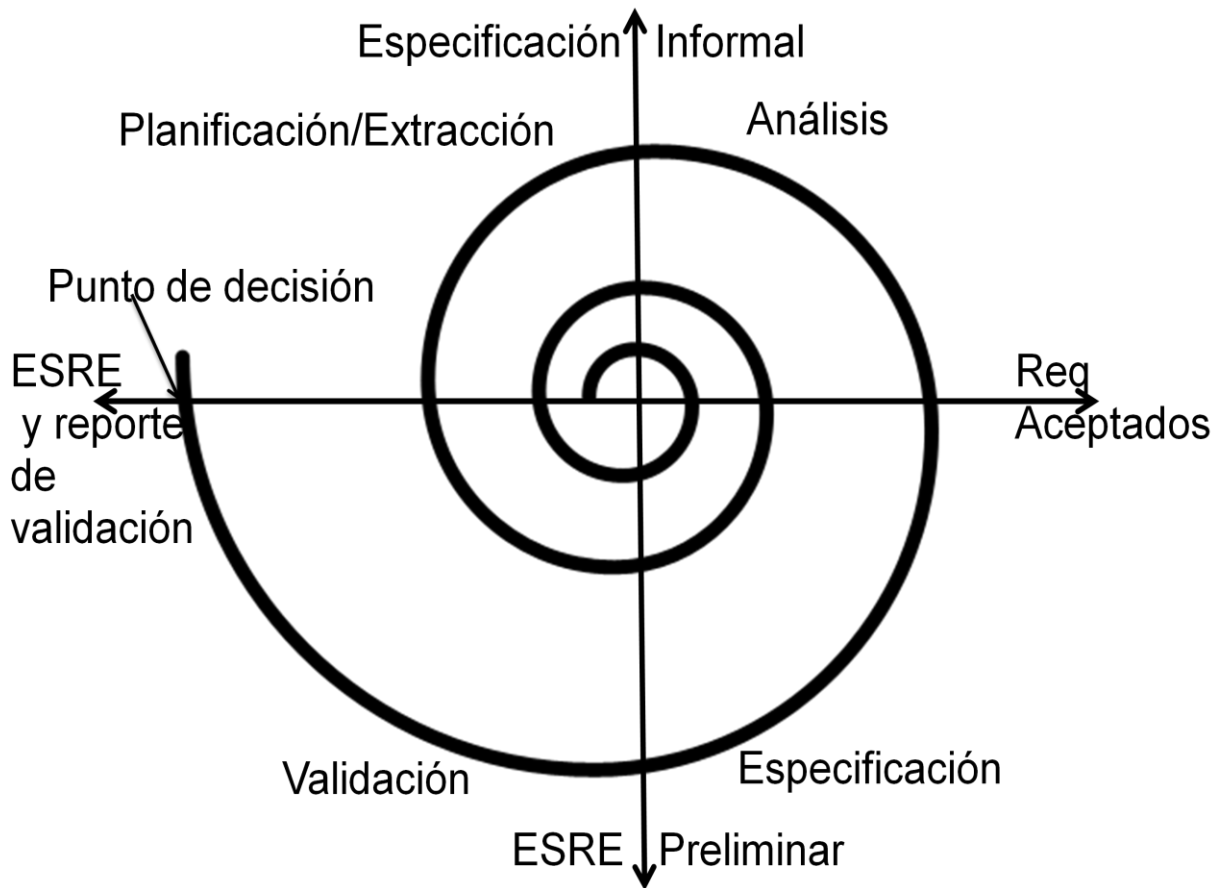 Especificación Informal
Planificación/Extracción
Análisis
Punto de decisión
ESRE
y reporte
de
validación
Req
Aceptados
Validación
Especificación
ESRE Preliminar